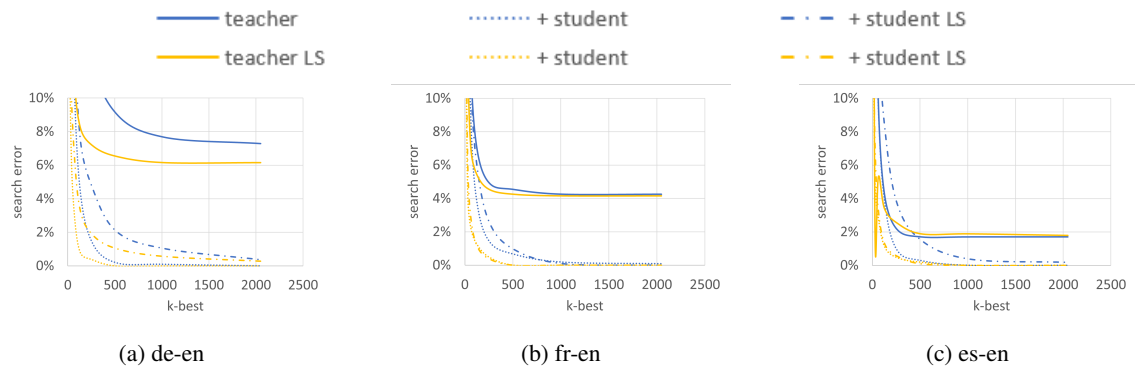 teacher + student + student LS
teacher LS + student + student LS
10% 8% 6% 4% 2% 0%
search error
0 500 1000 1500 2000 2500
k-best
(a) de-en
10% 8% 6% 4% 2% 0%
search error
0 500 1000 1500 2000 2500
k-best
(b) fr-en
10% 8% 6% 4% 2% 0%
search error
0 500 1000 1500 2000 2500
k-best
(c) es-en